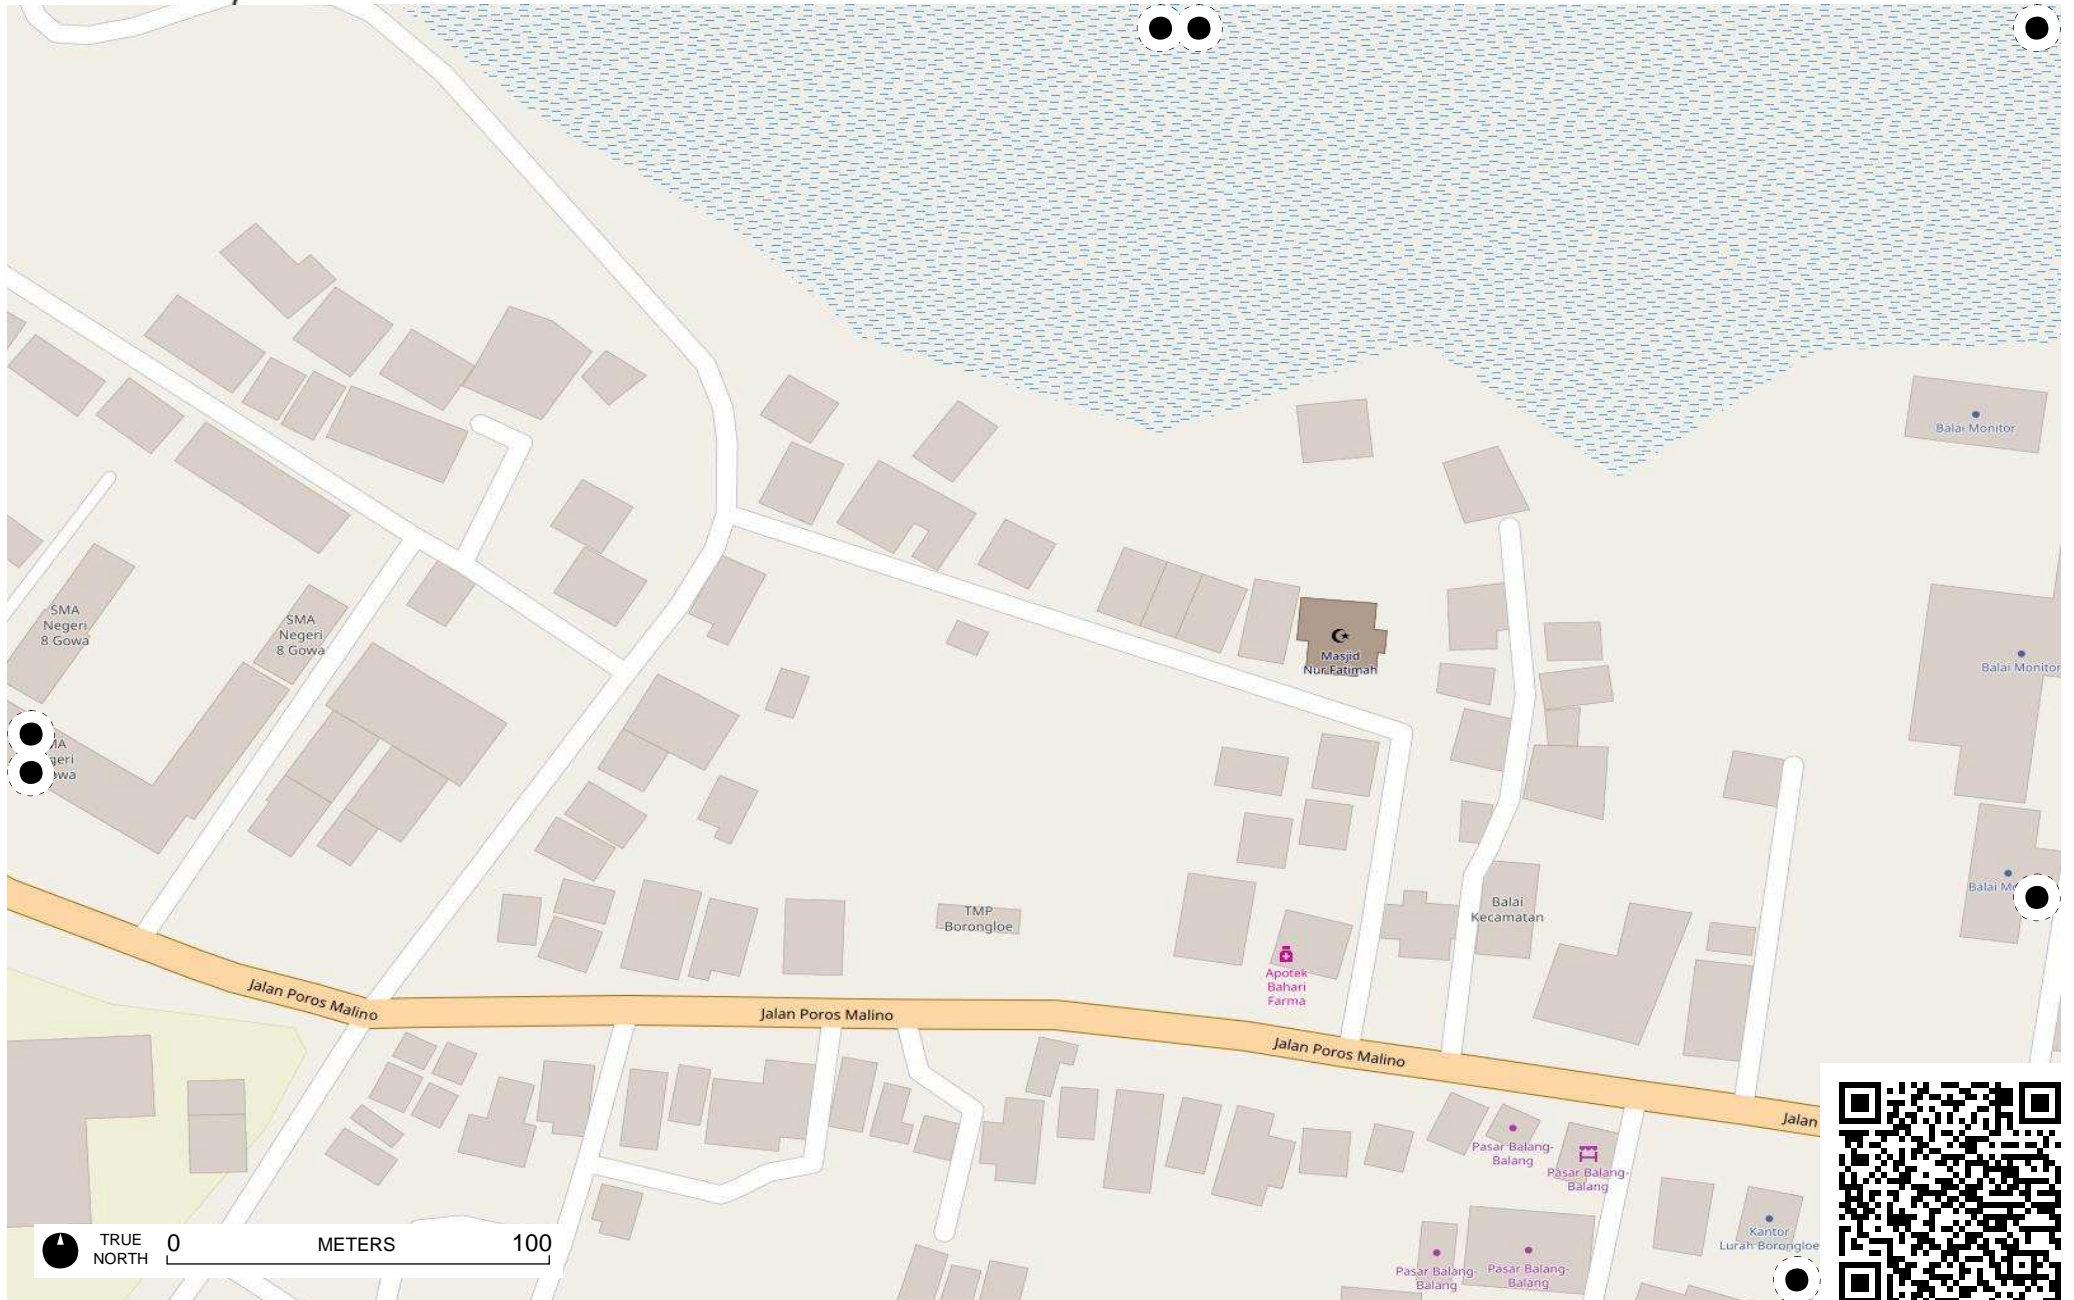 Balai Monitor
SMA
Negeri
8 Gowa
SMA
Negeri
8 Gowa
Masjid
Nur Fatimah
Balai Monitor
Balai
TMP
Borongloe
Balai
Kecamatan
Apotek
Bahari
Farma
Jalan Poros Malino
Jalan Poros Malino
Jalan Poros Malino
Jalan
Pasar Balang-
Balang
Pasar Balang-
Balang
Kantor
Lurah Borongloe
Pasar Balang-
Balang
Pasar Balang-
Balang
TRUE
NORTH
0 METERS 100